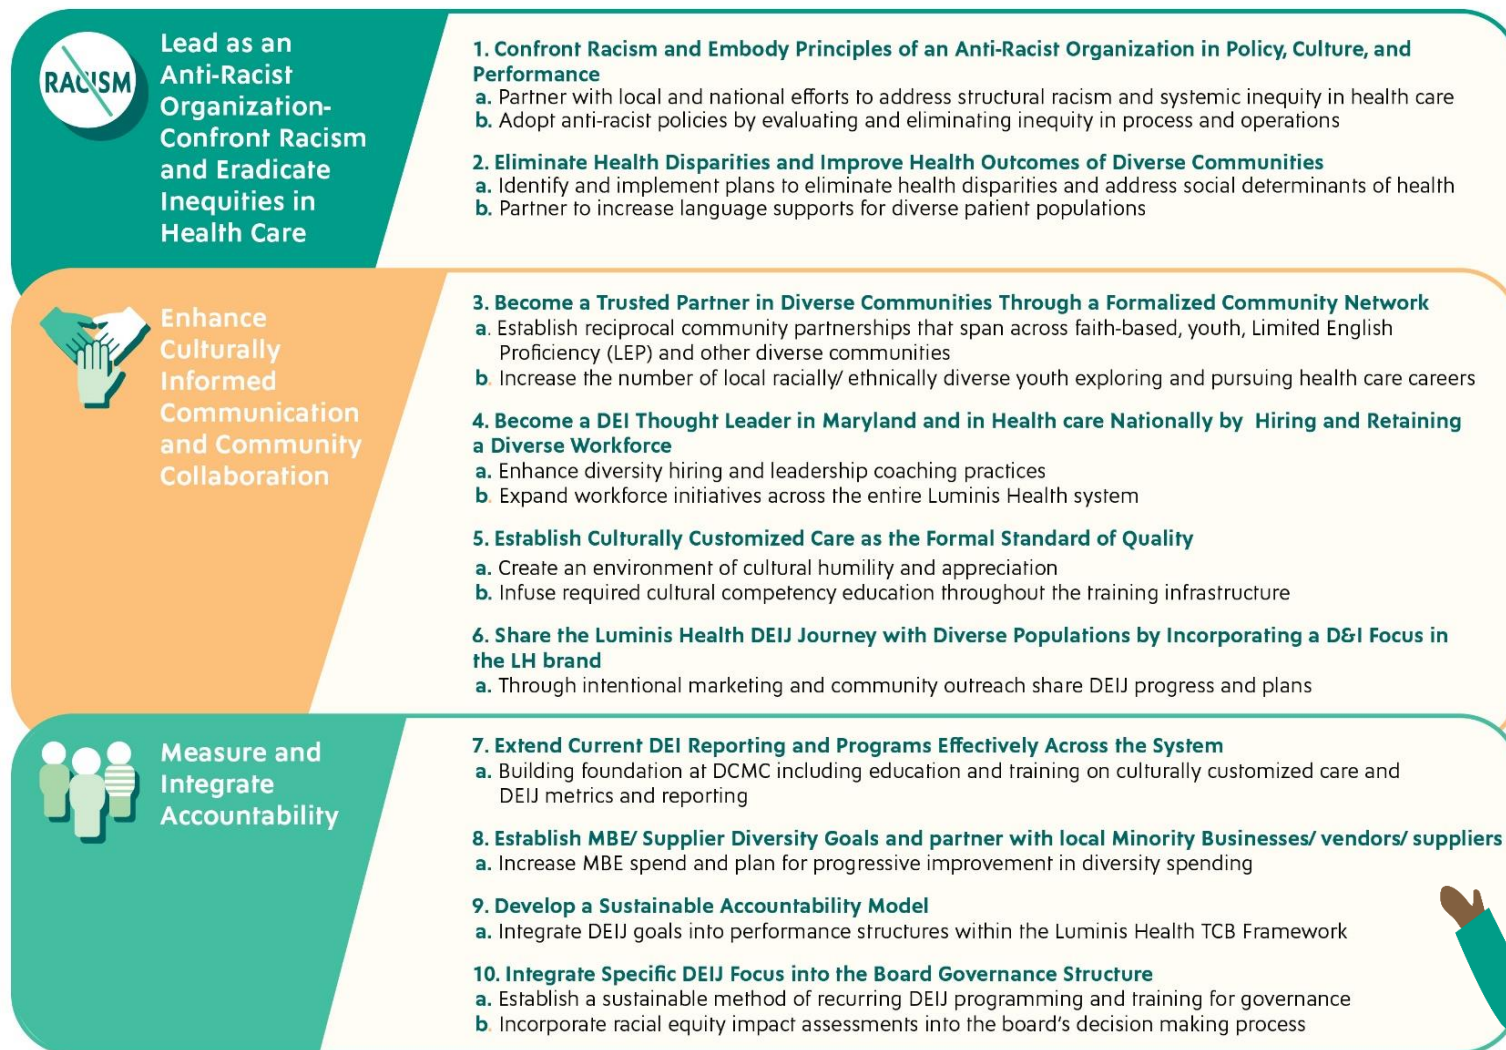 RACISM
Lead as an
Anti-Racist
Organization-
Confront Racism
and Eradicate
Inequities in
Health Care
1. Confront Racism and Embody Principles of an Anti-Racist Organization in Policy, Culture, and
Performance
a. Partner with local and national efforts to address structural racism and systemic inequity in health care
b. Adopt anti-racist policies by evaluating and eliminating inequity in process and operations
2. Eliminate Health Disparities and Improve Health Outcomes of Diverse Communities
a. Identify and implement plans to eliminate health disparities and address social determinants of health
b. Partner to increase language supports for diverse patient populations
Enhance
Culturally
Informed
Communication
and Community
Collaboration
3. Become a Trusted Partner in Diverse Communities Through a Formalized Community Network
a. Establish reciprocal community partnerships that span across faith-based, youth, Limited English
Proficiency (LEP) and other diverse communities
b. Increase the number of local racially/ ethnically diverse youth exploring and pursuing health care careers
4. Become a DEI Thought Leader in Maryland and in Health care Nationally by Hiring and Retaining
a Diverse Workforce
a. Enhance diversity hiring and leadership coaching practices
b. Expand workforce initiatives across the entire Luminis Health system
5. Establish Culturally Customized Care as the Formal Standard of Quality
a. Create an environment of cultural humility and appreciation
b. Infuse required cultural competency education throughout the training infrastructure
6. Share the Luminis Health DEIJ Journey with Diverse Populations by Incorporating a D&I Focus in
the LH brand
a. Through intentional marketing and community outreach share DEIJ progress and plans
Measure and
Integrate
Accountability
7. Extend Current DEI Reporting and Programs Effectively Across the System
a. Building foundation at DCMC including education and training on culturally customized care and
DEIJ metrics and reporting
8. Establish MBE/ Supplier Diversity Goals and partner with local Minority Businesses/ vendors/ suppliers
a. Increase MBE spend and plan for progressive improvement in diversity spending
9. Develop a Sustainable Accountability Model
a. Integrate DEIJ goals into performance structures within the Luminis Health TCB Framework
10. Integrate Specific DEIJ Focus into the Board Governance Structure
a. Establish a sustainable method of recurring DEIJ programming and training for governance
b. Incorporate racial equity impact assessments into the board's decision making process